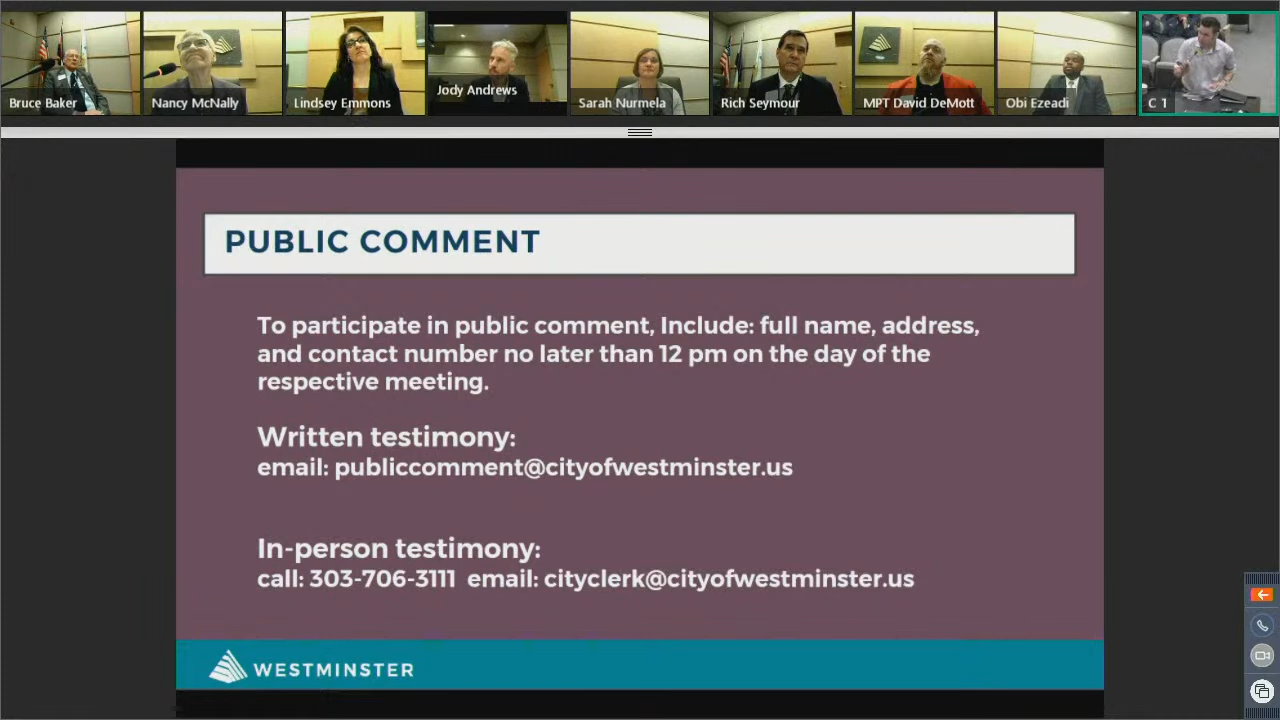 Bruce Baker
Nancy McNally
Lindsey Emmons
Jody Andrews
Sarah Nurmela
Rich Seymour
MPT David DeMott
Obi Ezeadi
C 1
PUBLIC COMMENT
To participate in public comment, Include: full name, address,
and contact number no later than 12 pm on the day of the
respective meeting.
Written testimony:
email: publiccomment@cityofwestminster.us
In-person testimony:
call: 303-706-3111 email: cityclerk@cityofwestminster.us
WESTMINSTER